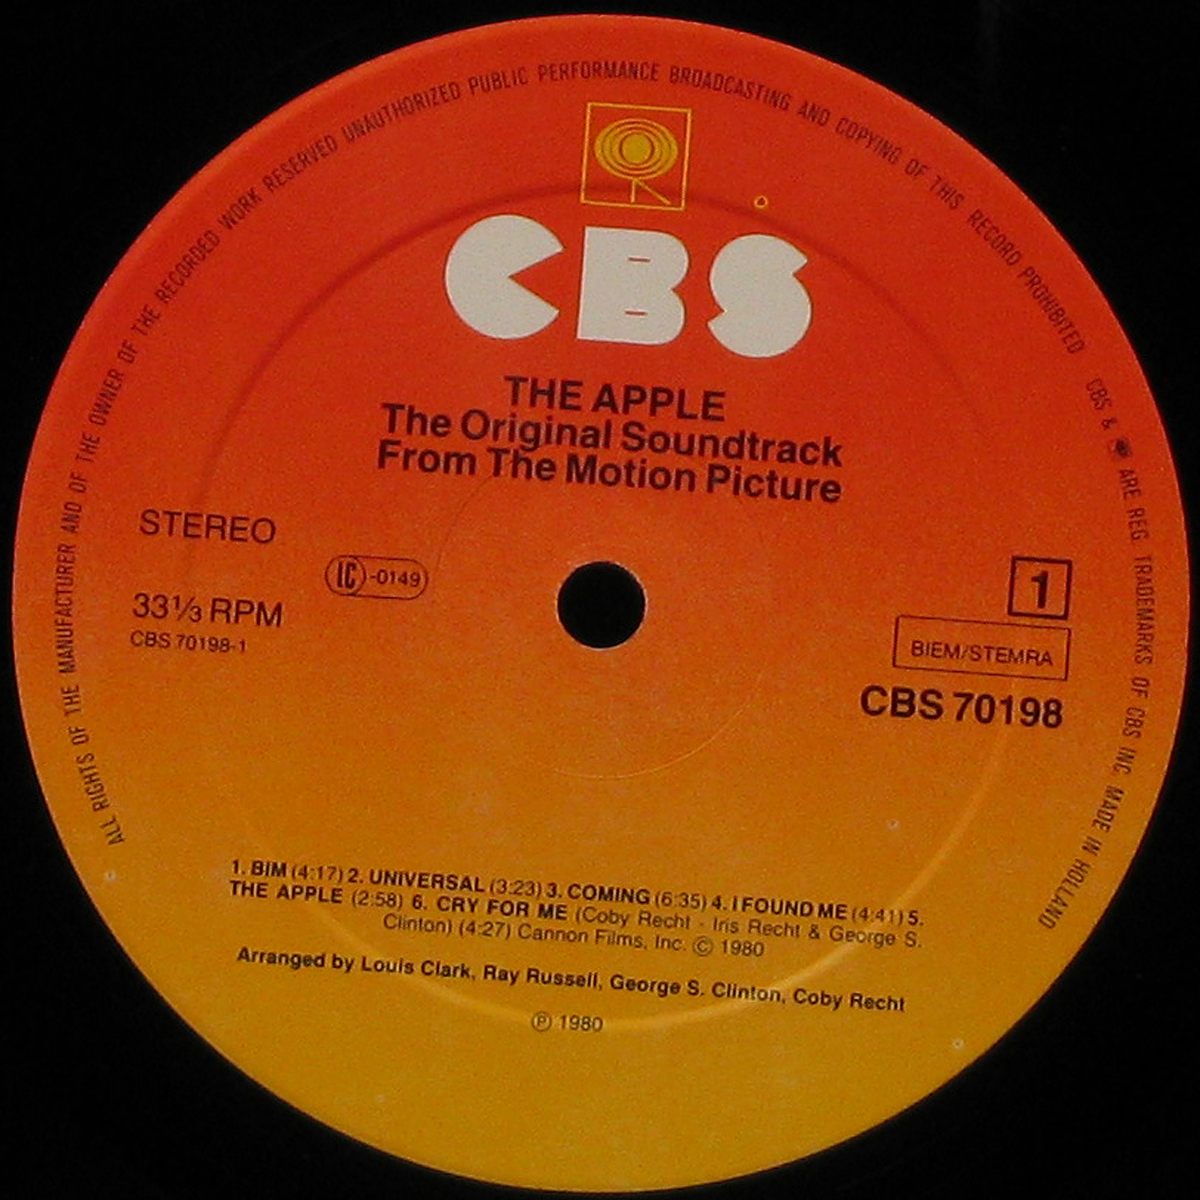 ALL RIGHTS OF THE MANUFACTURER AND OF THE OWNER OF THE RECORDED WORK RESERVED UNAUTHORIZED PUBLIC PERFORMANCE BROADCASTING AND COPYING OF THIS RECORD PROHIBITED CBS & ARE REG. TRADEMARKS OF CBS INC. MADE IN HOLLAND
CBS
THE APPLE
The Original Soundtrack
From The Motion Picture
STEREO
IC -0149
33⅓ RPM
CBS 70198-1
1
BIEM/STEMRA
CBS 70198
1. BIM (4:17) 2. UNIVERSAL (3:23) 3. COMING (6:35) 4. I FOUND ME (4:41) 5.
THE APPLE (2:58) 6. CRY FOR ME (Coby Recht - Iris Recht & George S.
Clinton) (4:27) Cannon Films, Inc. Ⓒ 1980
Arranged by Louis Clark, Ray Russell, George S. Clinton, Coby Recht
Ⓟ 1980